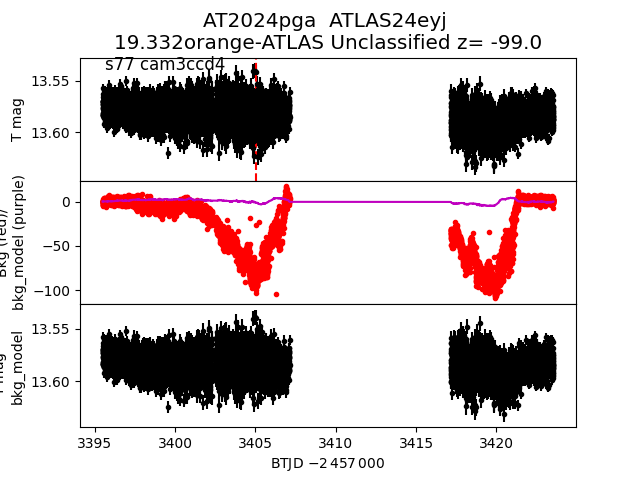 AT2024pga  ATLAS24eyj
19.332orange-ATLAS Unclassified z= -99.0
s77 cam3ccd4
T mag
13.55
13.60
bkg_model (purple)
Bkg (red)/
0
−50
−100
bkg_model
mag
13.55
13.60
3395 3400 3405 3410 3415 3420
BTJD −2 457 000